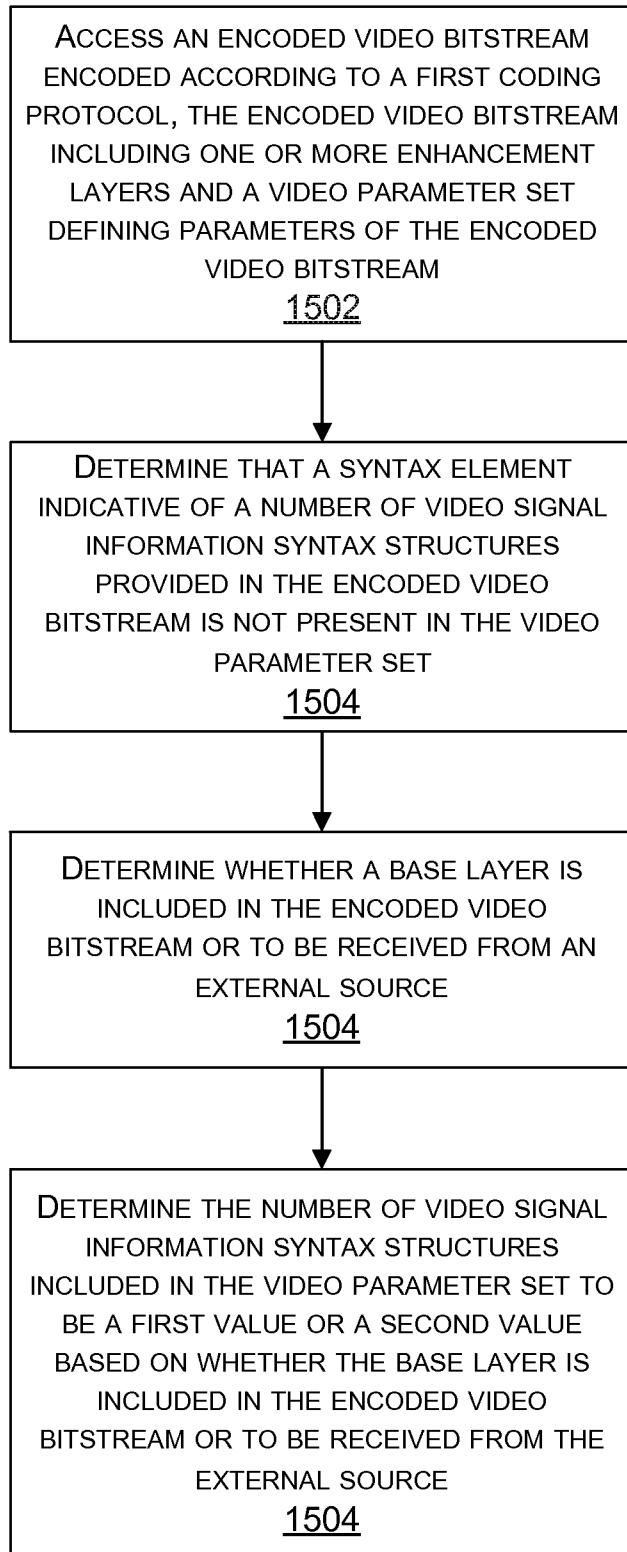 ACCESS AN ENCODED VIDEO BITSTREAM
ENCODED ACCORDING TO A FIRST CODING
PROTOCOL, THE ENCODED VIDEO BITSTREAM
INCLUDING ONE OR MORE ENHANCEMENT
LAYERS AND A VIDEO PARAMETER SET
DEFINING PARAMETERS OF THE ENCODED
VIDEO BITSTREAM
1502
DETERMINE THAT A SYNTAX ELEMENT
INDICATIVE OF A NUMBER OF VIDEO SIGNAL
INFORMATION SYNTAX STRUCTURES
PROVIDED IN THE ENCODED VIDEO
BITSTREAM IS NOT PRESENT IN THE VIDEO
PARAMETER SET
1504
DETERMINE WHETHER A BASE LAYER IS
INCLUDED IN THE ENCODED VIDEO
BITSTREAM OR TO BE RECEIVED FROM AN
EXTERNAL SOURCE
1504
DETERMINE THE NUMBER OF VIDEO SIGNAL
INFORMATION SYNTAX STRUCTURES
INCLUDED IN THE VIDEO PARAMETER SET TO
BE A FIRST VALUE OR A SECOND VALUE
BASED ON WHETHER THE BASE LAYER IS
INCLUDED IN THE ENCODED VIDEO
BITSTREAM OR TO BE RECEIVED FROM THE
EXTERNAL SOURCE
1504